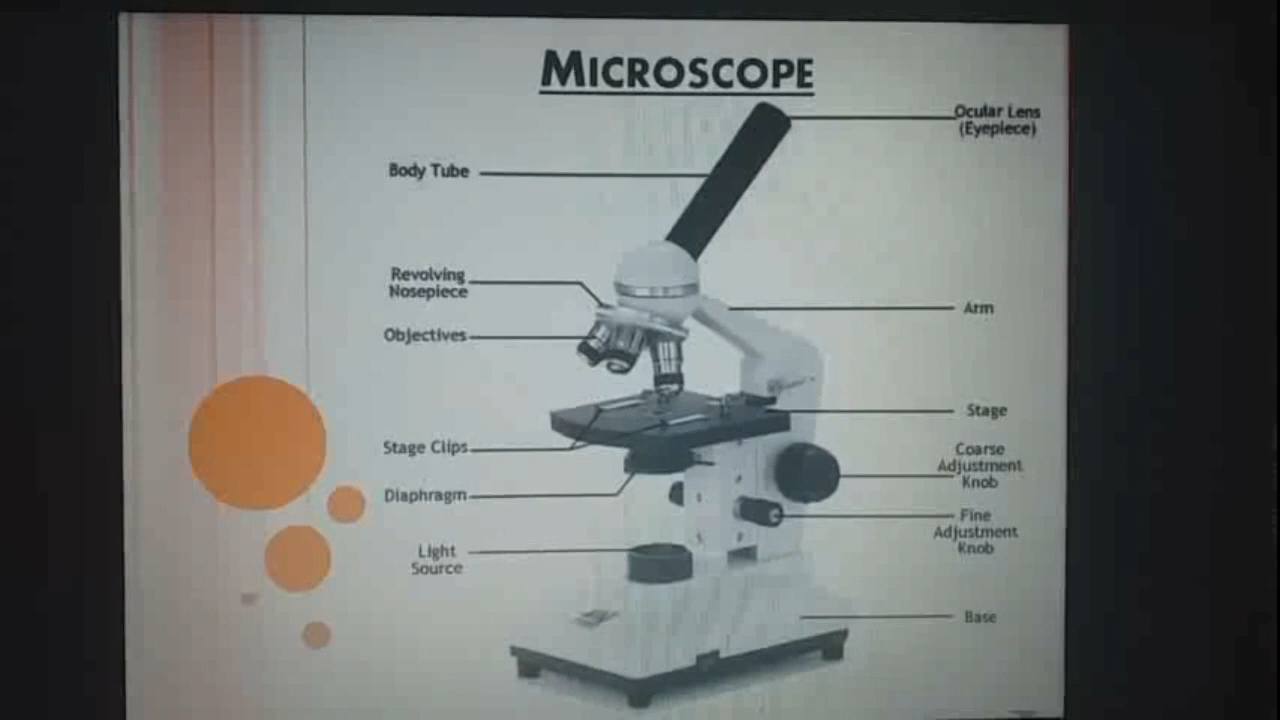 MICROSCOPE
Ocular Lens
(Eyepiece)
Body Tube
Revolving
Nosepiece
Arm
Objectives
Stage
Stage Clips
Coarse
Adjustment
Knob
Diaphragm
Fine
Adjustment
Knob
Light
Source
Base